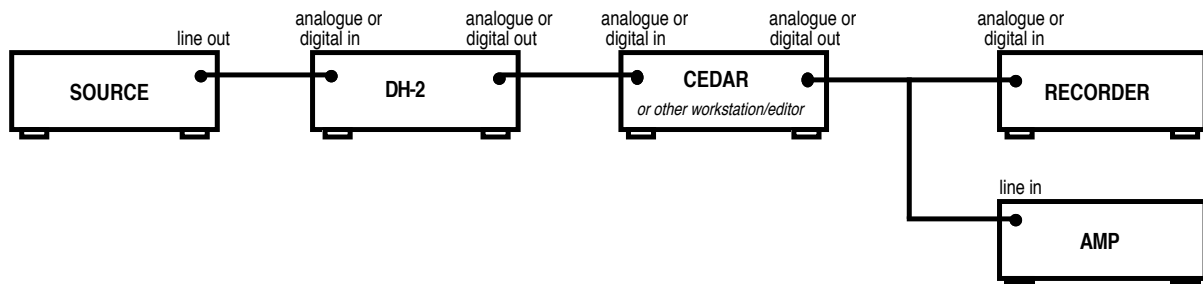 line out
analogue or
digital in
analogue or
digital out
analogue or
digital in
analogue or
digital out
analogue or
digital in
SOURCE
DH-2
CEDAR
or other workstation/editor
RECORDER
line in
AMP